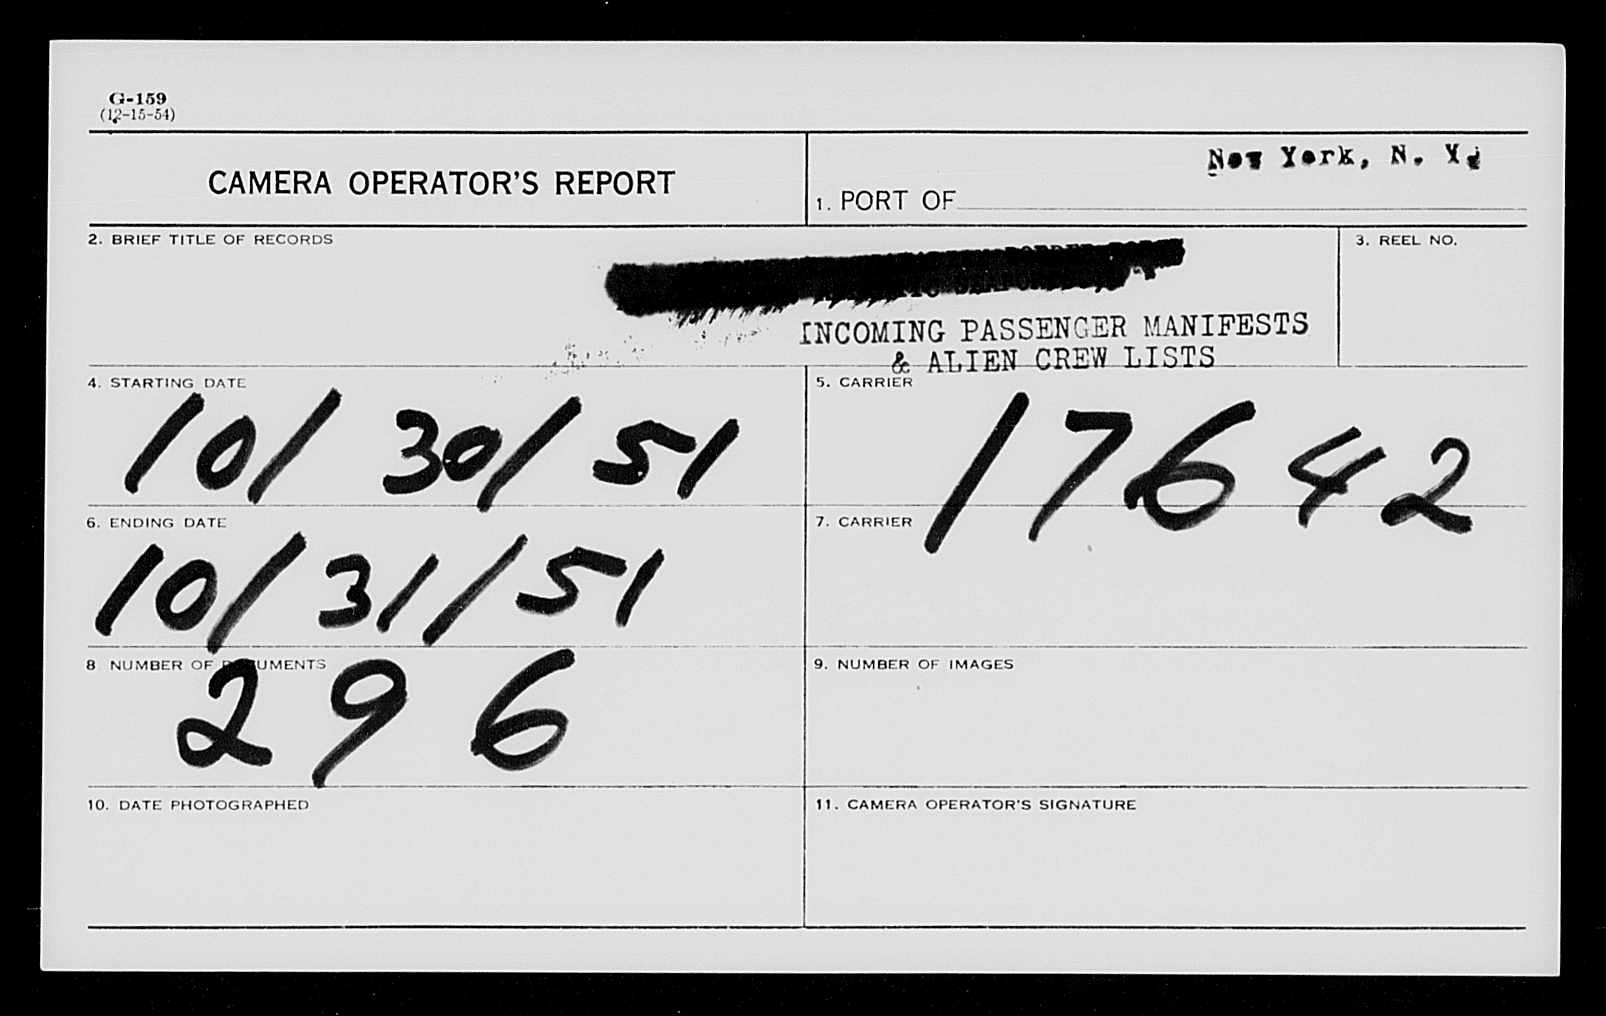 G-159
(12-15-54)
CAMERA OPERATOR'S REPORT
New York, N. Y.
1. PORT OF
2. BRIEF TITLE OF RECORDS
3. REEL NO.
INCOMING PASSENGER MANIFESTS
& ALIEN CREW LISTS
4. STARTING DATE
10/30/51
5. CARRIER
17642
6. ENDING DATE
10/31/51
7. CARRIER
8 NUMBER OF DOCUMENTS
296
9. NUMBER OF IMAGES
10. DATE PHOTOGRAPHED
11. CAMERA OPERATOR'S SIGNATURE